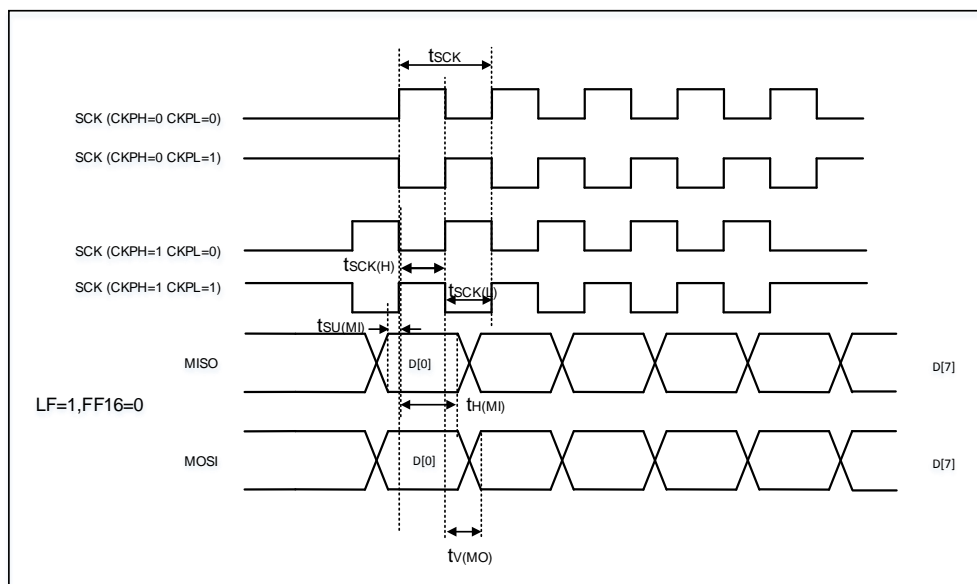 tSCK
SCK (CKPH=0 CKPL=0)
SCK (CKPH=0 CKPL=1)
SCK (CKPH=1 CKPL=0)
tSCK(H)
SCK (CKPH=1 CKPL=1)
tSCK(L)
tSU(MI)
MISO
D[0]
D[7]
LF=1,FF16=0
tH(MI)
MOSI
D[0]
D[7]
tV(MO)